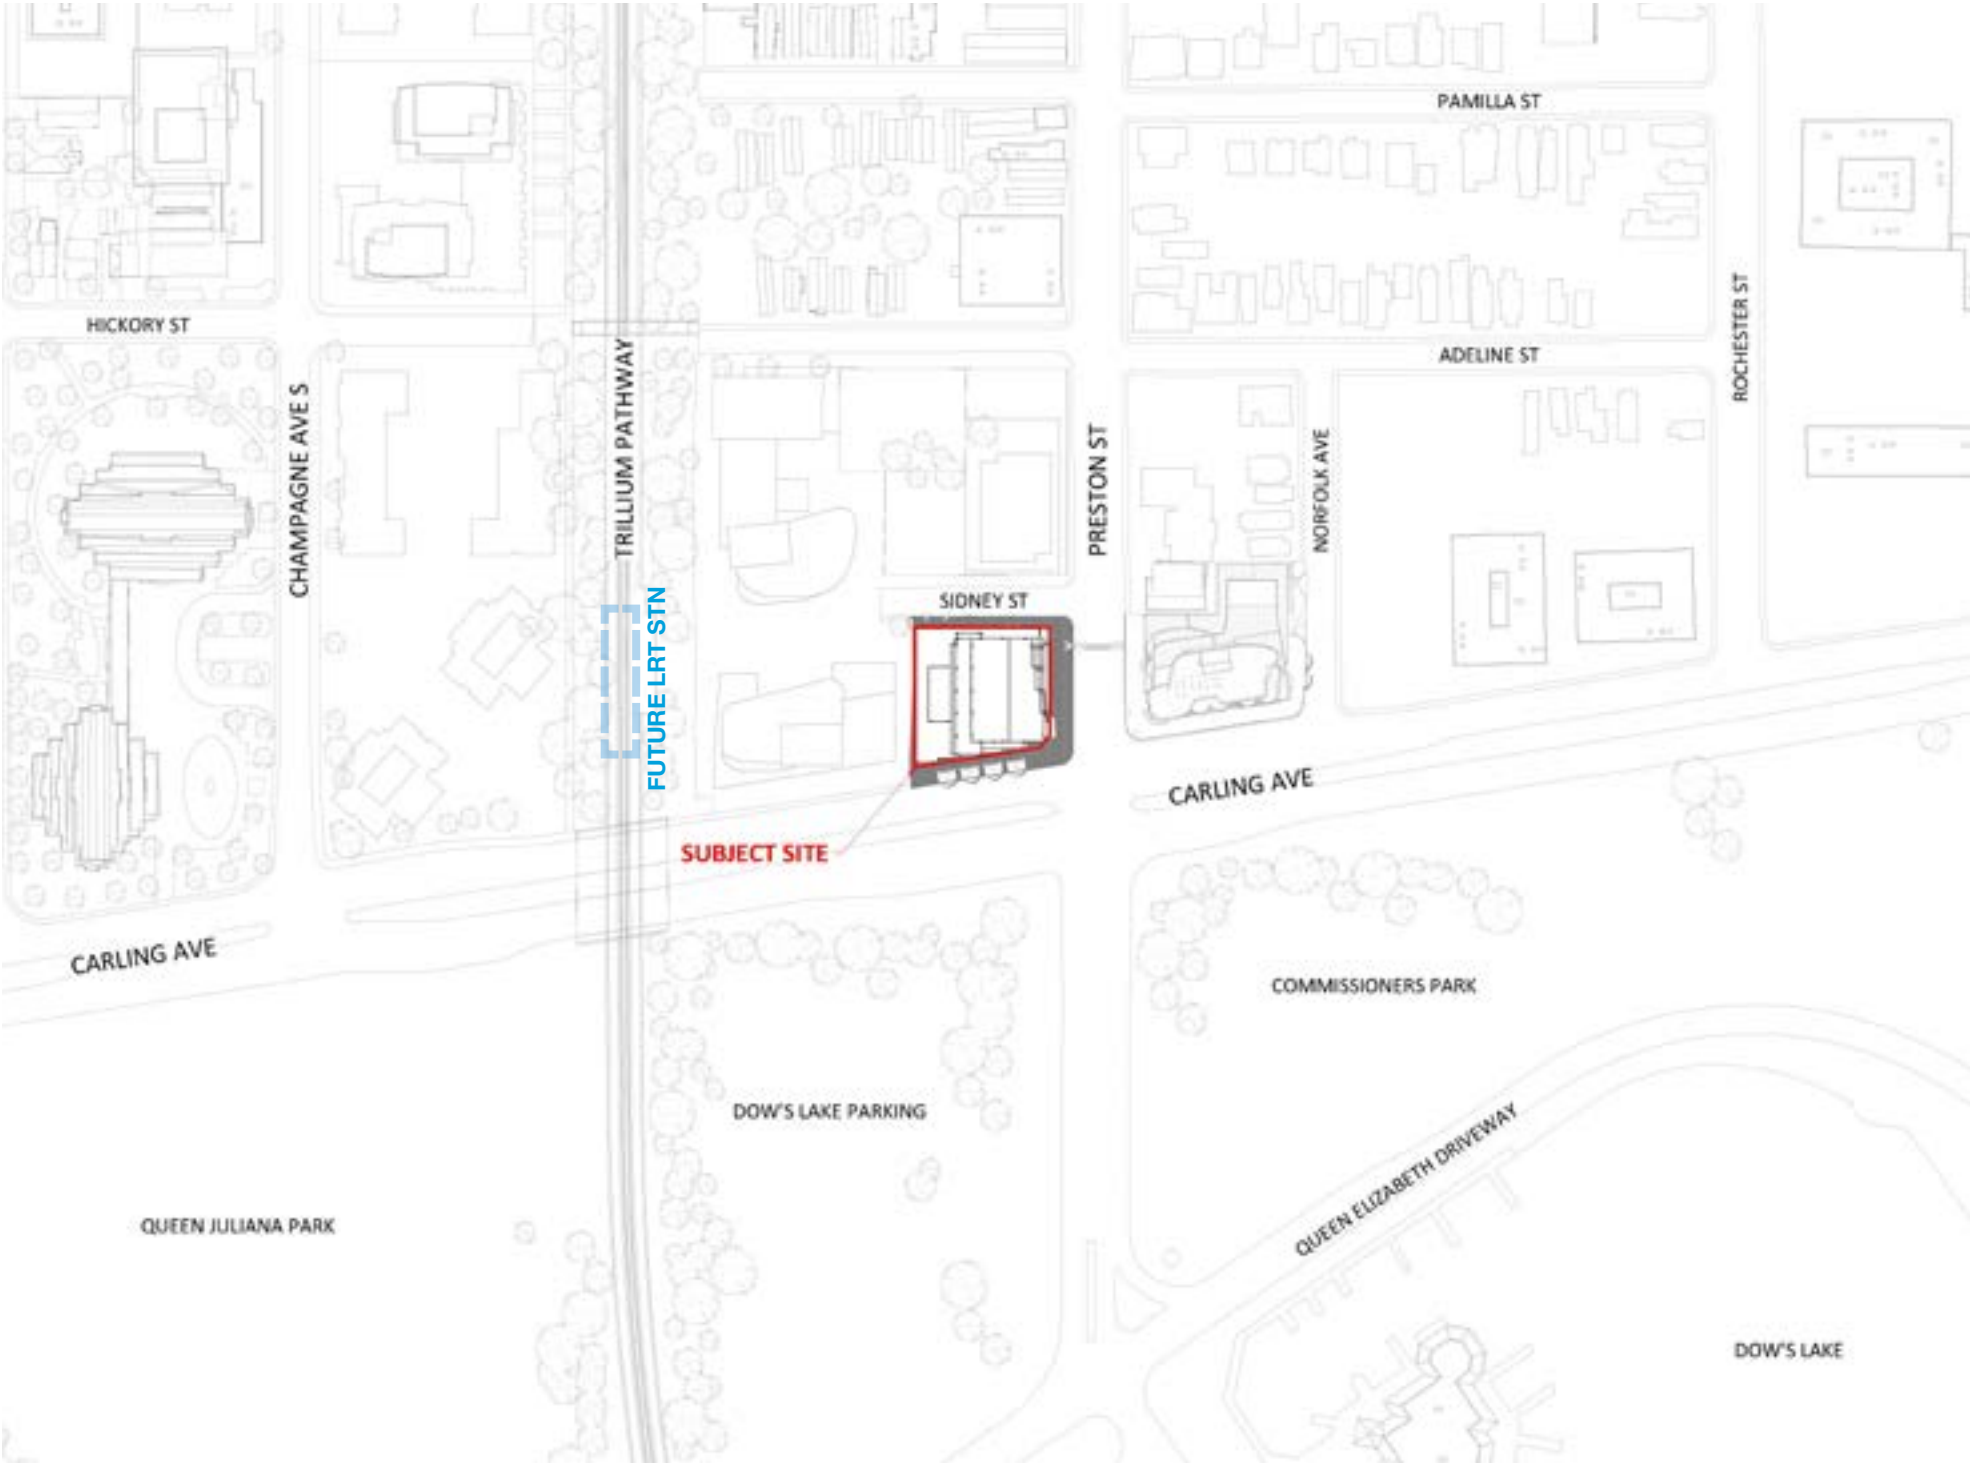 PAMILLA ST
HICKORY ST
ROCHESTER ST
ADELINE ST
TRILLIUM PATHWAY
CHAMPAGNE AVE S
PRESTON ST
NORFOLK AVE
SIDNEY ST
FUTURE LRT STN
CARLING AVE
SUBJECT SITE
CARLING AVE
COMMISSIONERS PARK
DOW'S LAKE PARKING
QUEEN ELIZABETH DRIVEWAY
QUEEN JULIANA PARK
DOW'S LAKE